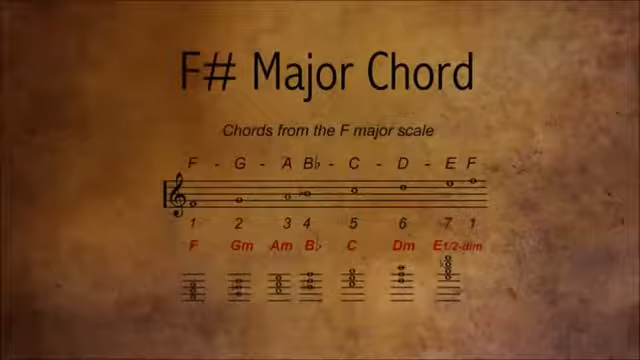 F# Major Chord
Chords from the F major scale
F - G - A B♭ - C - D - E F
1 2 3 4 5 6 7 1
F Gm Am B♭ C Dm E1/2-dim